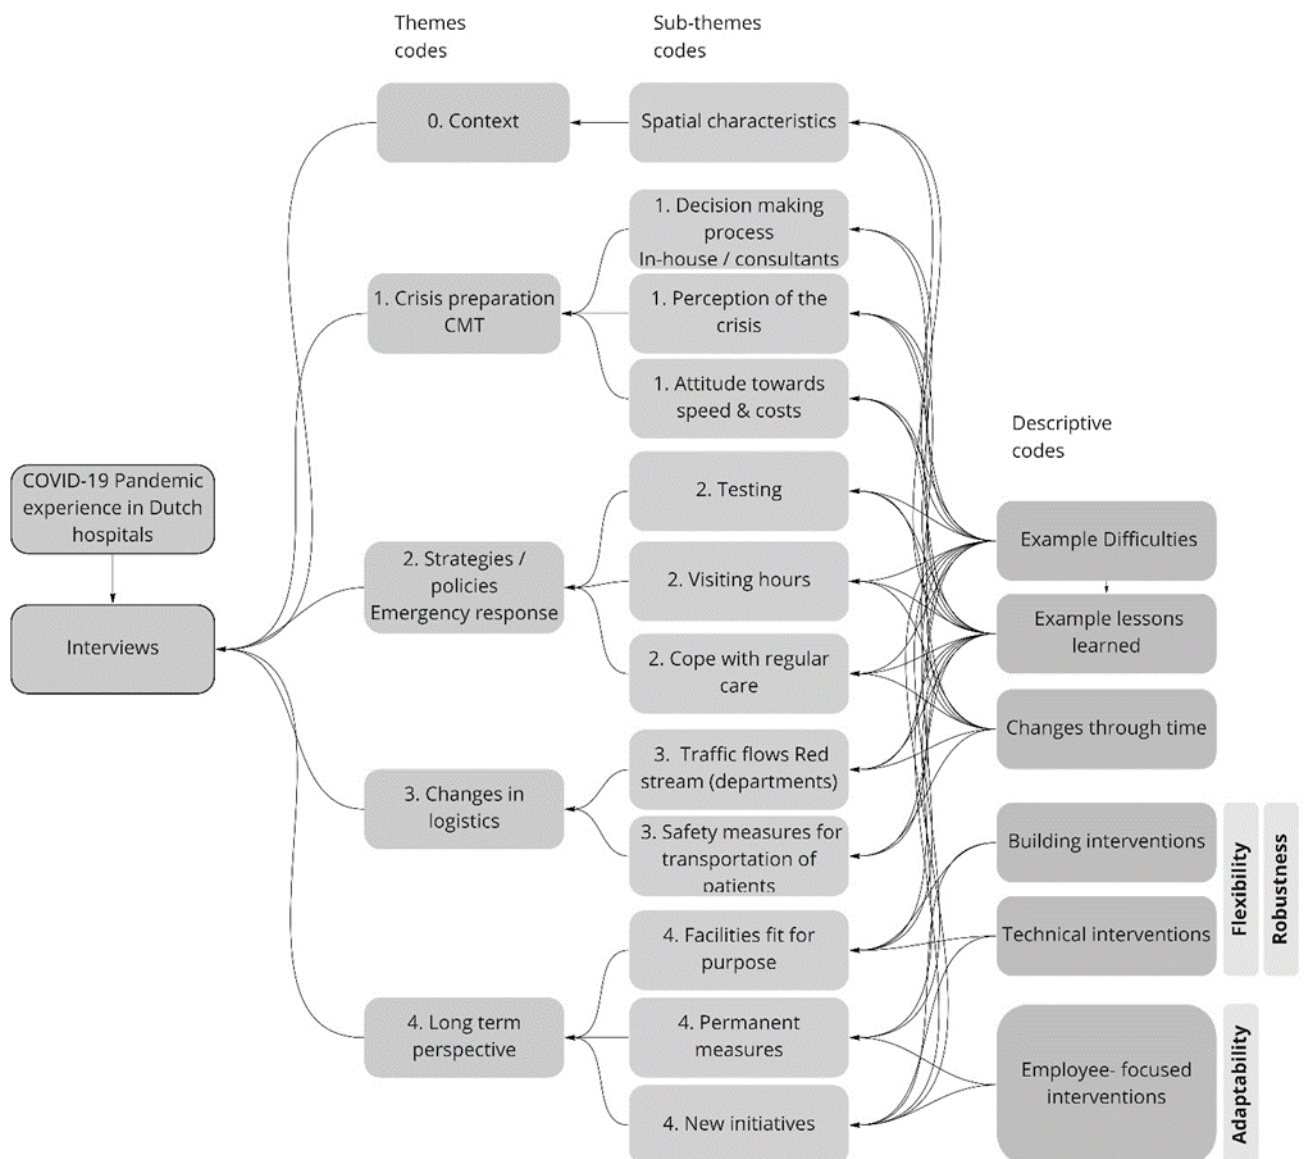 Themes
codes
Sub-themes
codes
0. Context
Spatial characteristics
1. Decision making
process
In-house / consultants
1. Crisis preparation
CMT
1. Perception of the
crisis
1. Attitude towards
speed & costs
Descriptive
codes
COVID-19 Pandemic
experience in Dutch
hospitals
Interviews
2. Strategies /
policies
Emergency response
2. Testing
2. Visiting hours
2. Cope with regular
care
Example Difficulties
Example lessons
learned
Changes through time
3. Changes in
logistics
3. Traffic flows Red
stream (departments)
3. Safety measures for
transportation of
patients
Building interventions
Technical interventions
Flexibility
Robustness
4. Long term
perspective
4. Facilities fit for
purpose
4. Permanent
measures
4. New initiatives
Employee- focused
interventions
Adaptability